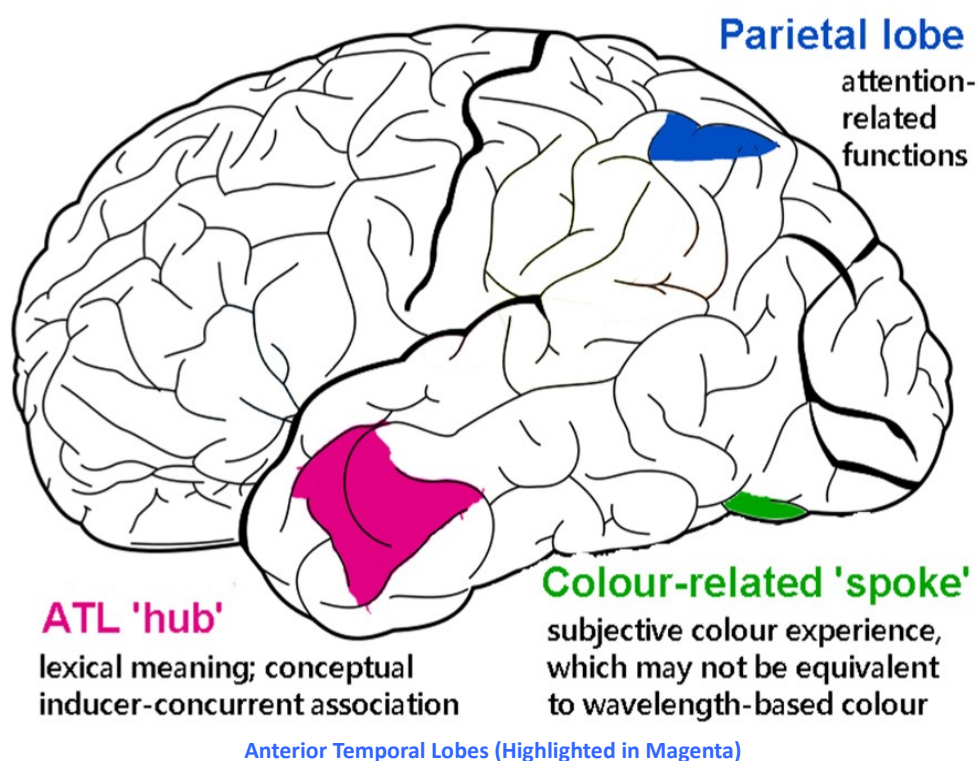 Parietal lobe
attention-
related
functions
ATL 'hub'
lexical meaning; conceptual
inducer-concurrent association
Colour-related 'spoke'
subjective colour experience,
which may not be equivalent
to wavelength-based colour
Anterior Temporal Lobes (Highlighted in Magenta)